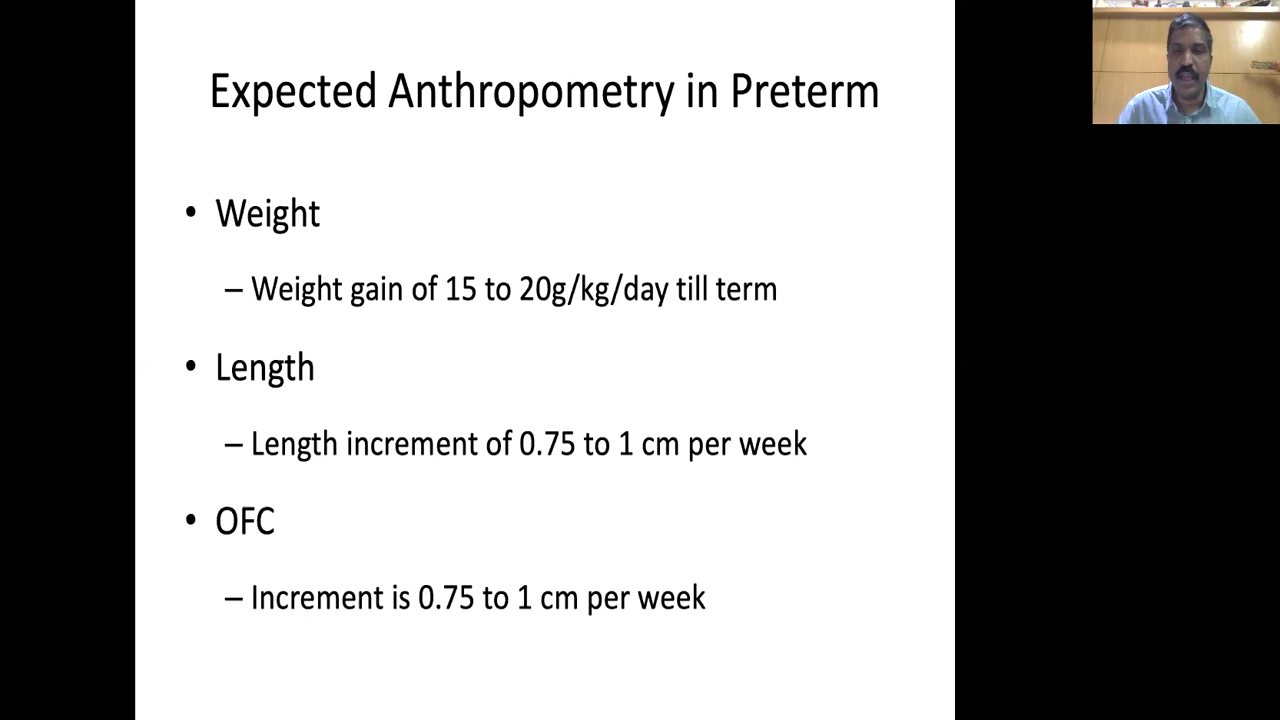 Expected Anthropometry in Preterm
• Weight
– Weight gain of 15 to 20g/kg/day till term
• Length
– Length increment of 0.75 to 1 cm per week
• OFC
– Increment is 0.75 to 1 cm per week